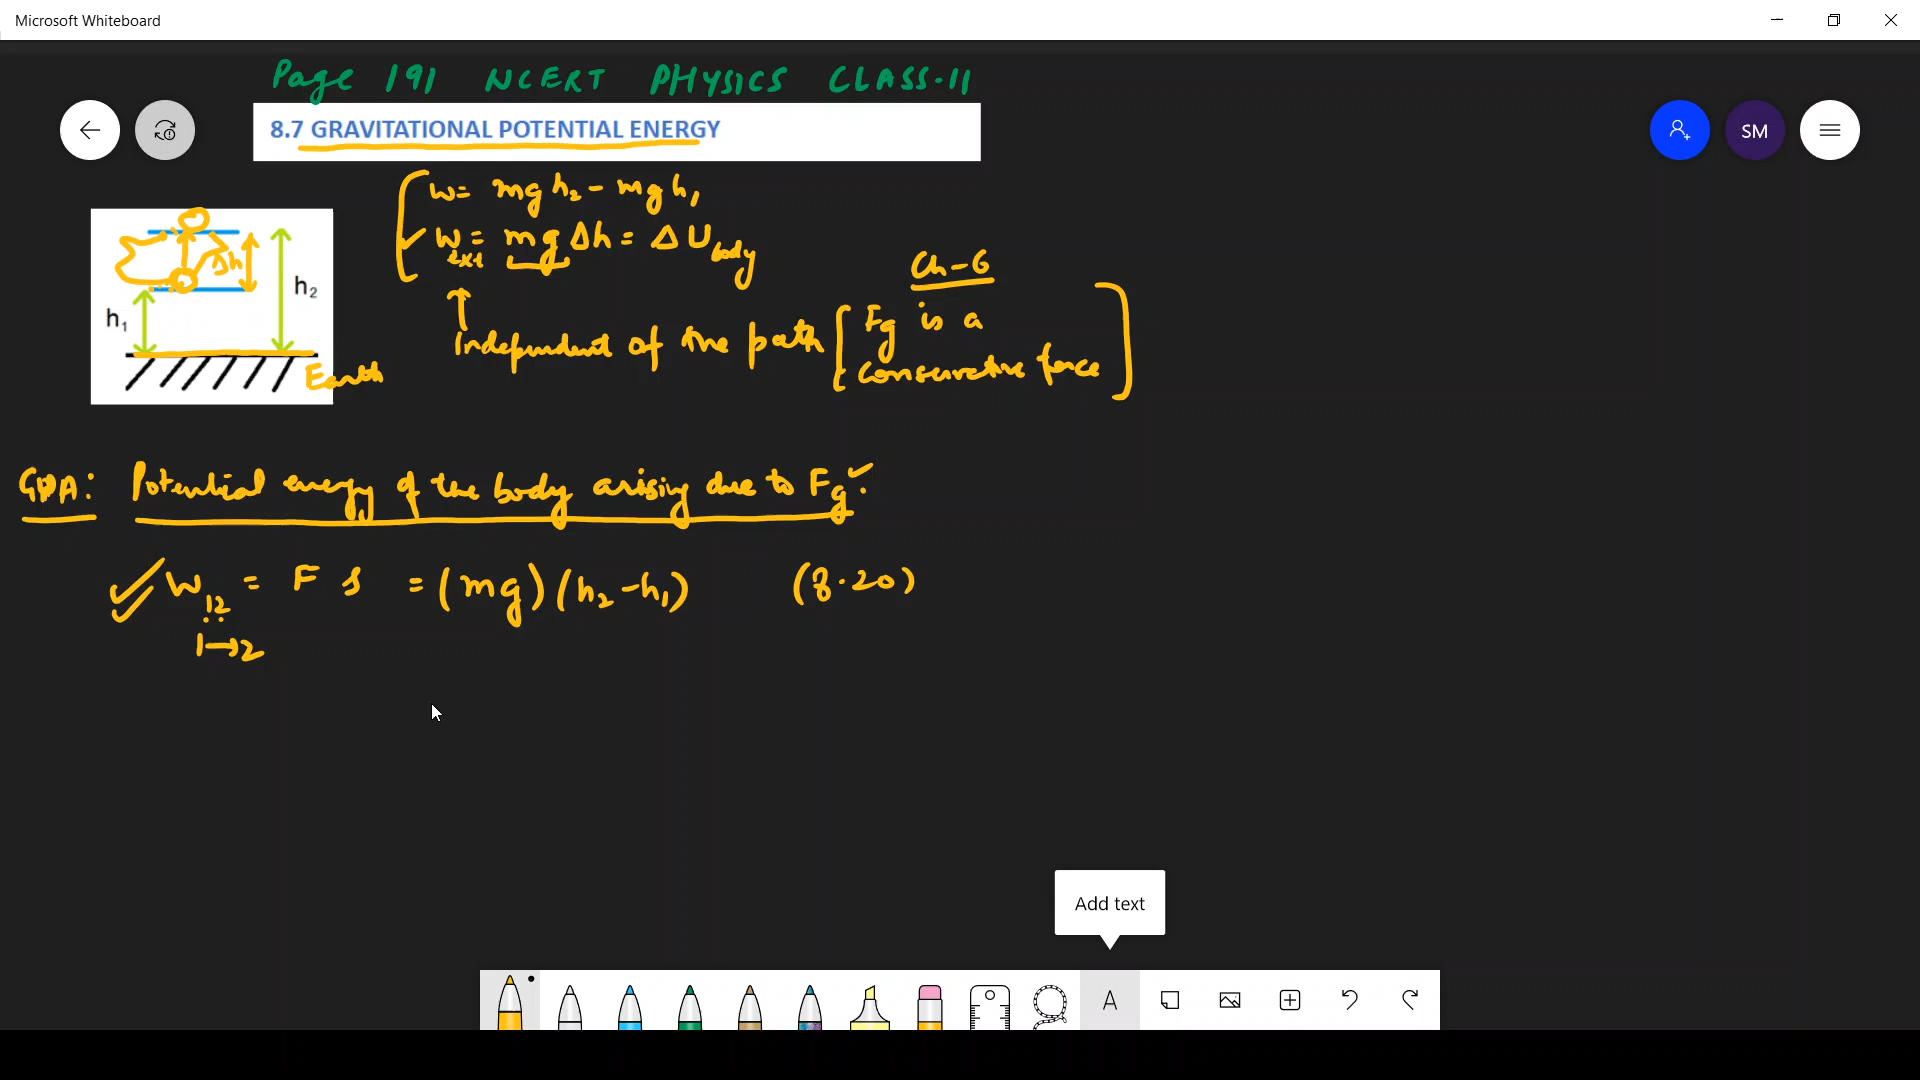 Microsoft Whiteboard
Page 191 NCERT PHYSICS CLASS-11
8.7 GRAVITATIONAL POTENTIAL ENERGY
SM
W = mgh₂ - mgh₁
W ext = mg Δh = ΔU body
Δh
h₂
h₁
Earth
Ch-6
Independent of the path [Fg is a
conservative force]
Potential energy of the body arising due to Fg.
W₁₂ = F s = (mg)(h₂-h₁) (8.20)
1→2
Add text
A